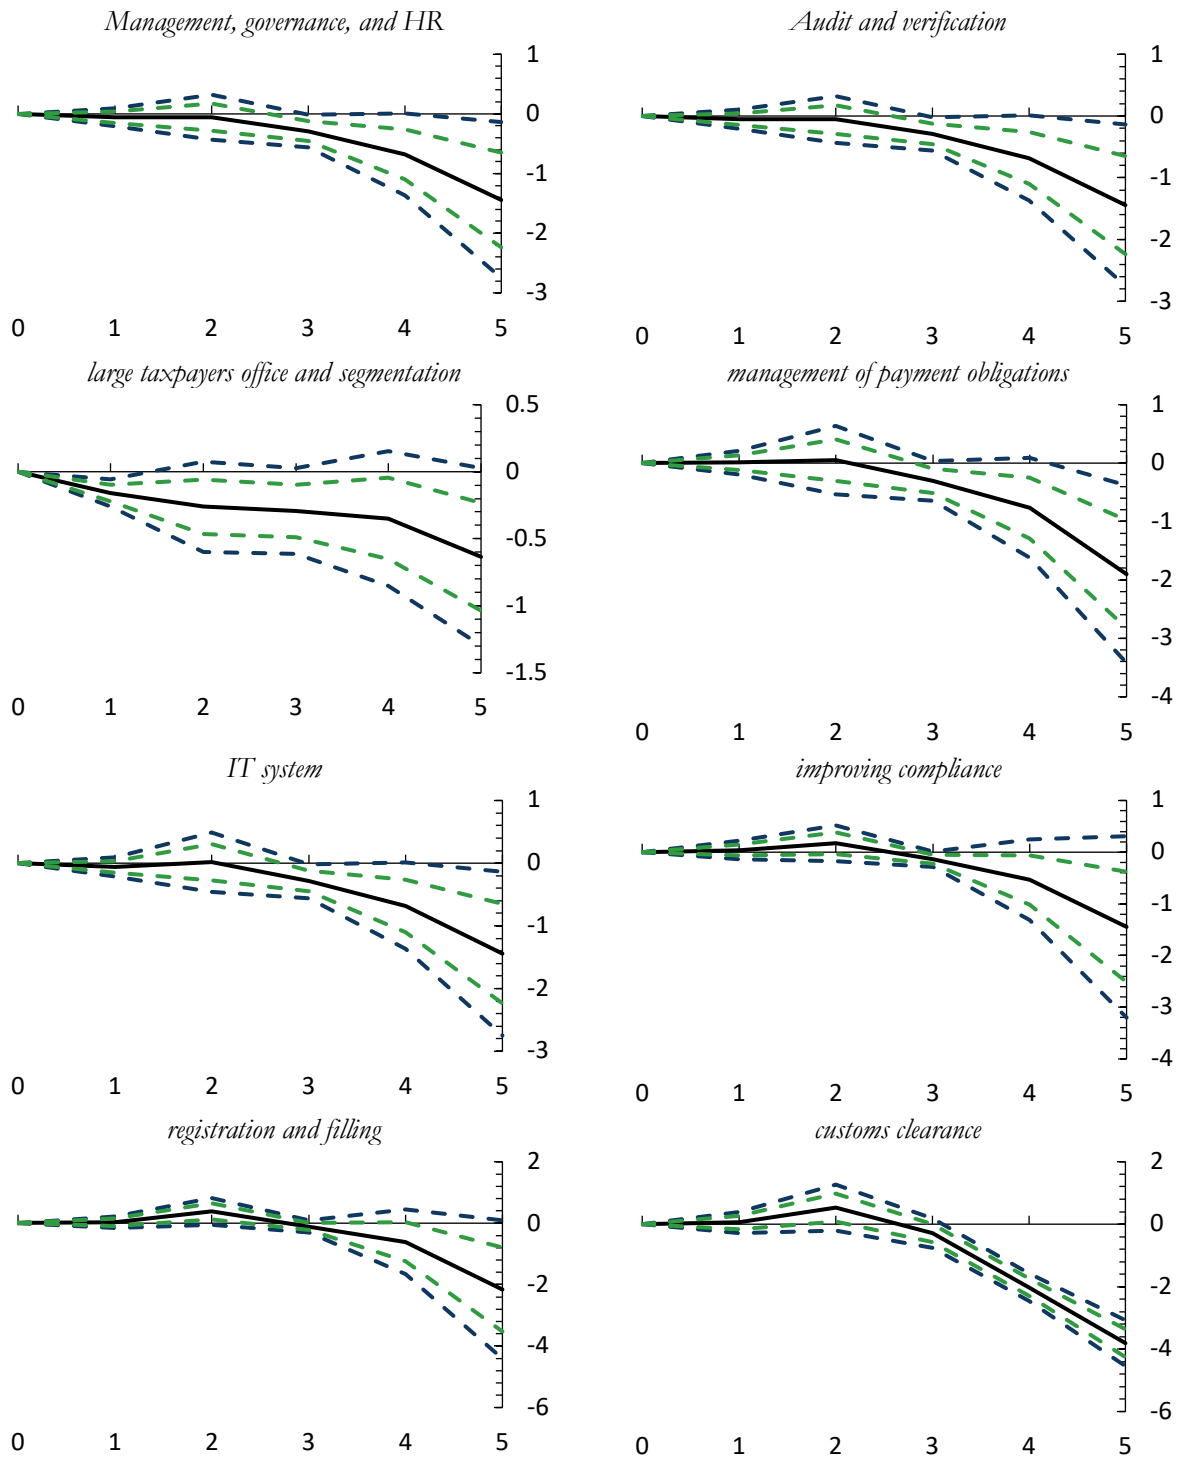 Management, governance, and HR
1
0
-1
-2
-3
0 1 2 3 4 5
Audit and verification
1
0
-1
-2
-3
0 1 2 3 4 5
large taxpayers office and segmentation
0.5
0
-0.5
-1
-1.5
0 1 2 3 4 5
management of payment obligations
1
0
-1
-2
-3
-4
0 1 2 3 4 5
IT system
1
0
-1
-2
-3
0 1 2 3 4 5
improving compliance
1
0
-1
-2
-3
-4
0 1 2 3 4 5
registration and filling
2
0
-2
-4
-6
0 1 2 3 4 5
customs clearance
2
0
-2
-4
-6
0 1 2 3 4 5